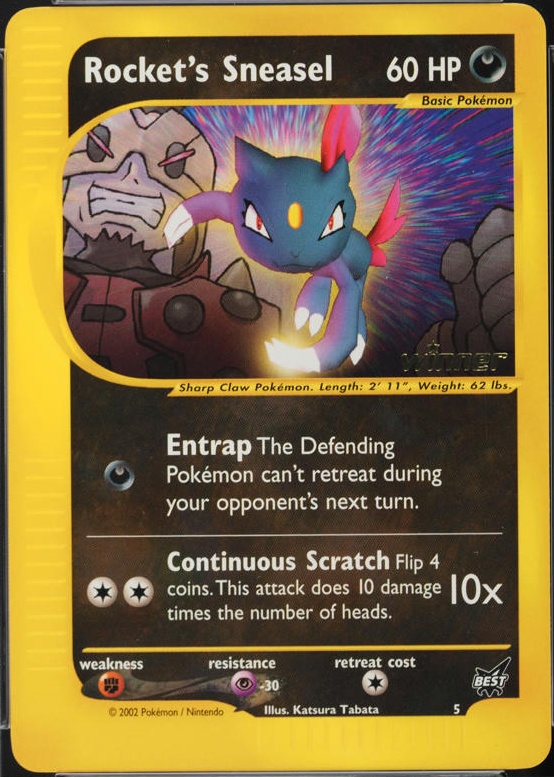 Rocket's Sneasel 60 HP
Basic Pokémon
winner
Sharp Claw Pokémon. Length: 2' 11", Weight: 62 lbs.
Entrap The Defending
Pokémon can't retreat during
your opponent's next turn.
Continuous Scratch Flip 4
coins. This attack does 10 damage 10x
times the number of heads.
weakness resistance retreat cost
-30
BEST
© 2002 Pokémon / Nintendo Illus. Katsura Tabata 5